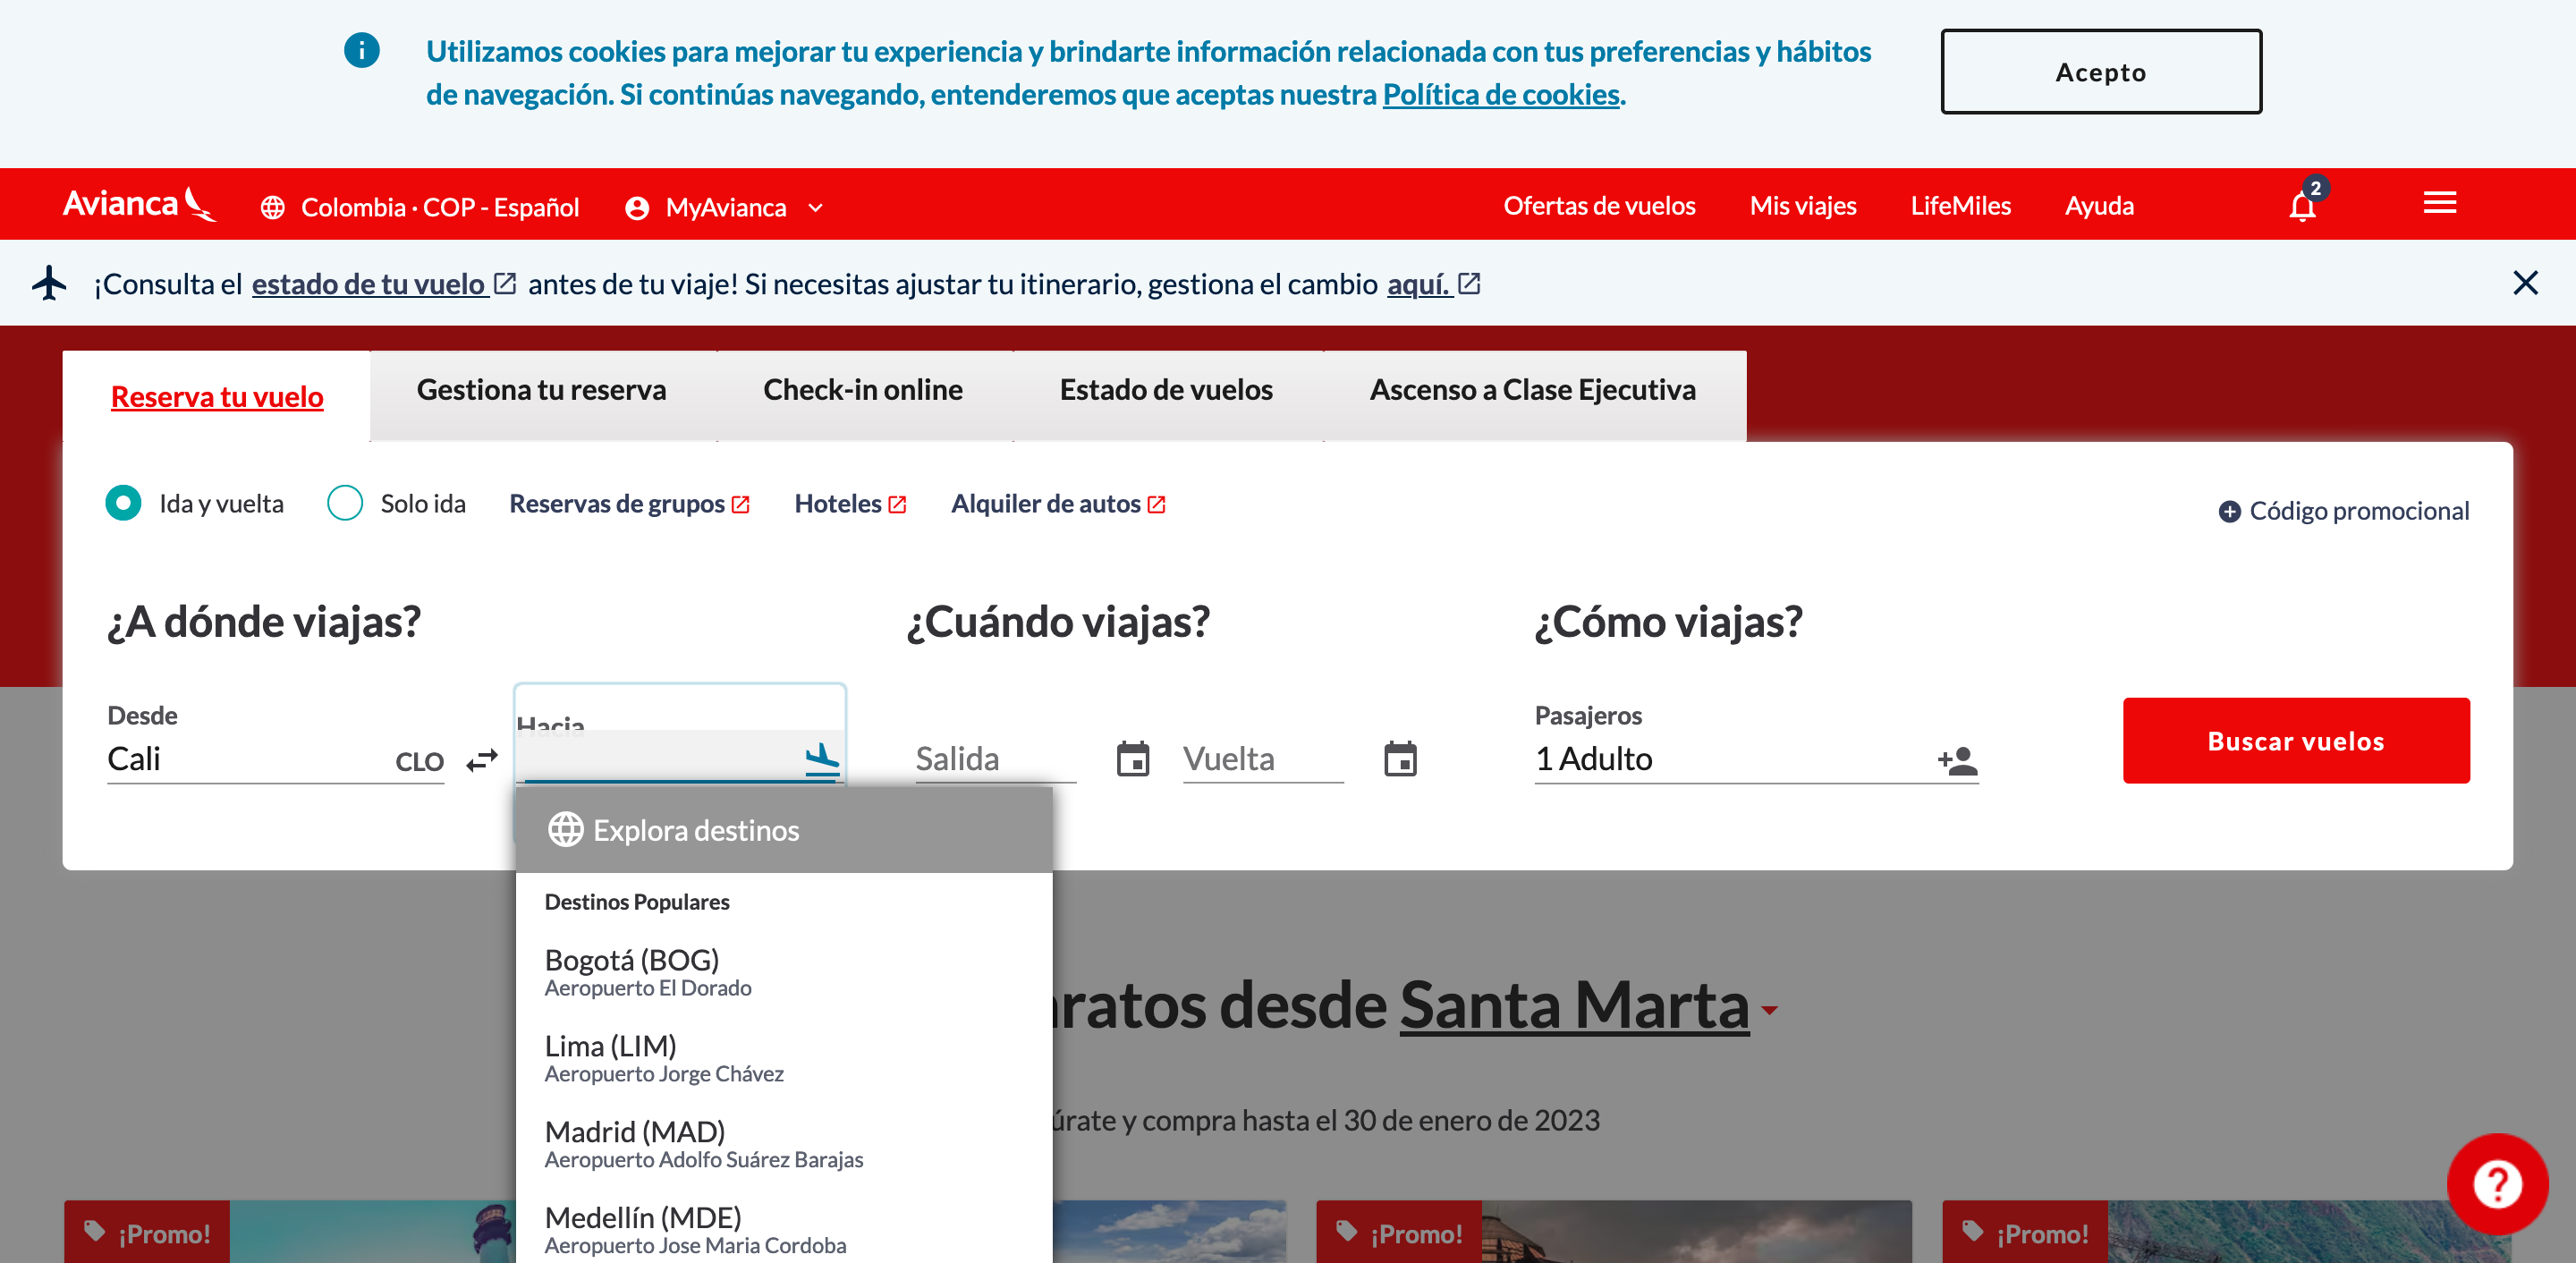 Utilizamos cookies para mejorar tu experiencia y brindarte información relacionada con tus preferencias y hábitos
de navegación. Si continúas navegando, entenderemos que aceptas nuestra Política de cookies.
Acepto
Avianca
Colombia · COP - Español
MyAvianca
Ofertas de vuelos
Mis viajes
LifeMiles
Ayuda
2
¡Consulta el estado de tu vuelo antes de tu viaje! Si necesitas ajustar tu itinerario, gestiona el cambio aquí.
Reserva tu vuelo
Gestiona tu reserva
Check-in online
Estado de vuelos
Ascenso a Clase Ejecutiva
Ida y vuelta
Solo ida
Reservas de grupos
Hoteles
Alquiler de autos
Código promocional
¿A dónde viajas?
¿Cuándo viajas?
¿Cómo viajas?
Desde
Cali
CLO
Hacia
Salida
Vuelta
Pasajeros
1 Adulto
Buscar vuelos
Explora destinos
Destinos Populares
Bogotá (BOG)
Aeropuerto El Dorado
Lima (LIM)
Aeropuerto Jorge Chávez
Madrid (MAD)
Aeropuerto Adolfo Suárez Barajas
Medellín (MDE)
Aeropuerto Jose Maria Cordoba
desde Santa Marta
y compra hasta el 30 de enero de 2023
¡Promo!
¡Promo!
¡Promo!